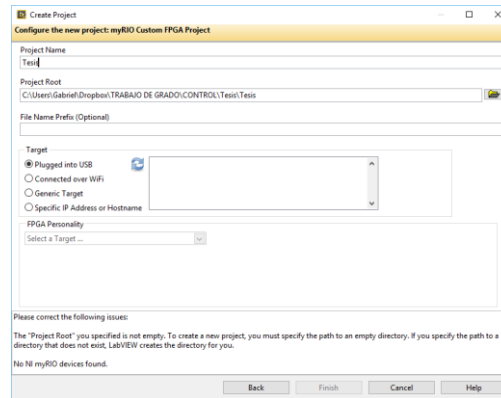 Create Project
Configure the new project: myRIO Custom FPGA Project
Project Name
Tesis
Project Root
C:\Users\Gabriel\Dropbox\TRABAJO DE GRADO\CONTROL\Tesis\Tesis
File Name Prefix (Optional)
Target
Plugged into USB
Connected over WiFi
Generic Target
Specific IP Address or Hostname
FPGA Personality
Select a Target ...
Please correct the following issues:
The "Project Root" you specified is not empty. To create a new project, you must specify the path to an empty directory. If you specify the path to a
directory that does not exist, LabVIEW creates the directory for you.
No NI myRIO devices found.
Back Finish Cancel Help